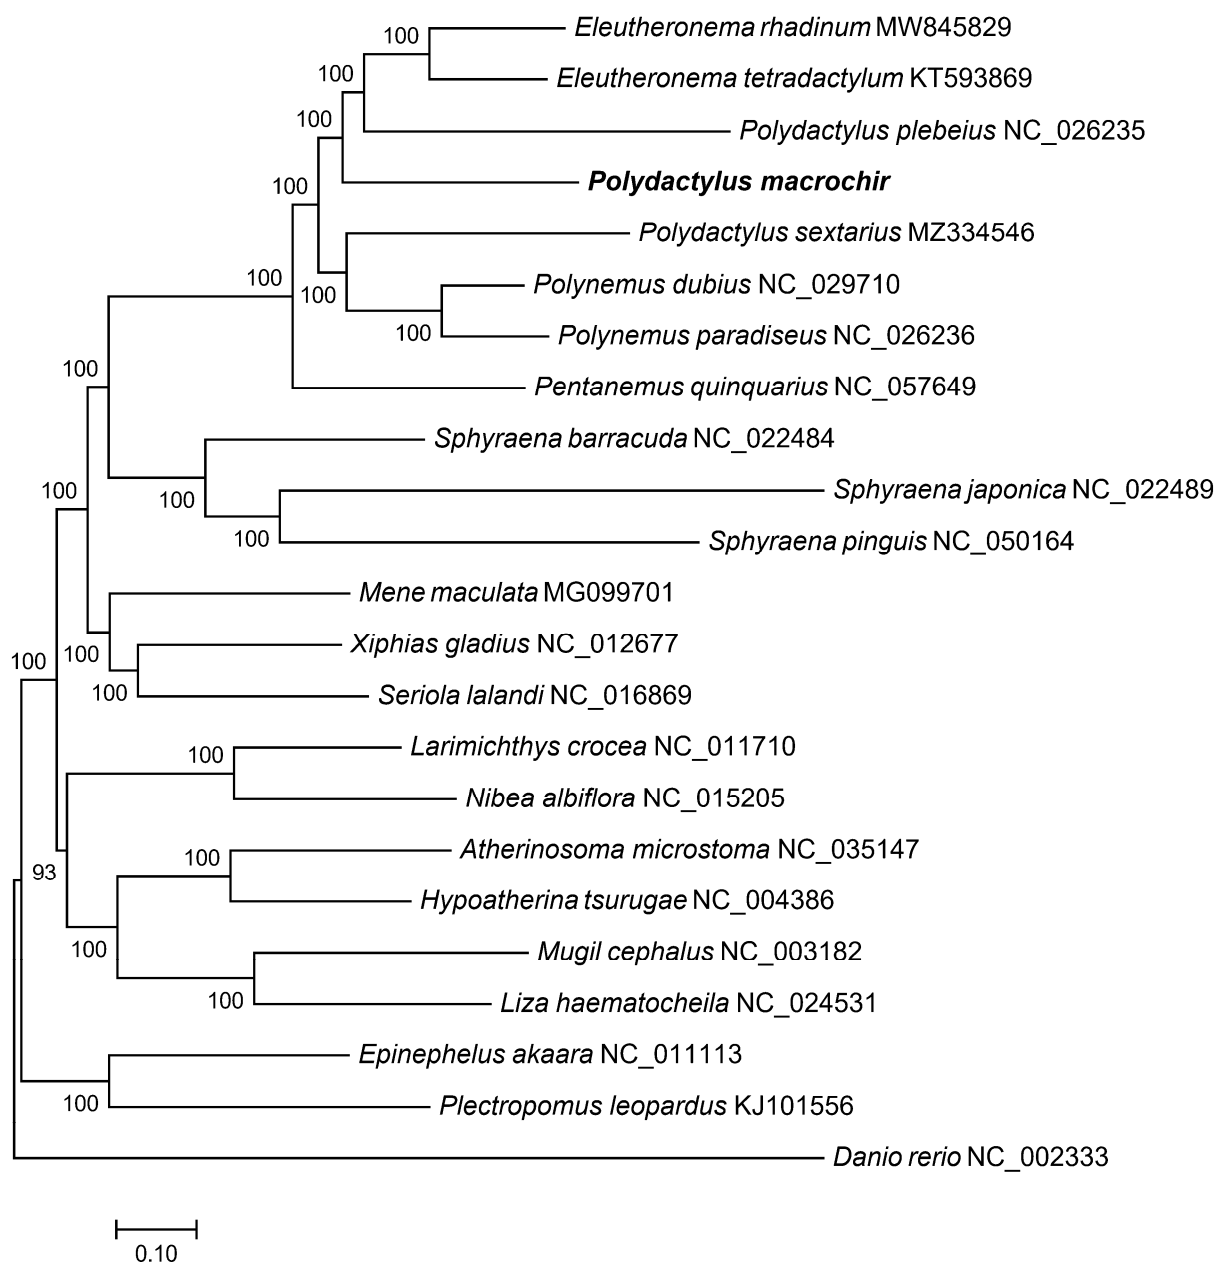 100
Eleutheronema rhadinum MW845829
100
Eleutheronema tetradactylum KT593869
100
Polydactylus plebeius NC_026235
100
Polydactylus macrochir
Polydactylus sextarius MZ334546
100
100
Polynemus dubius NC_029710
100
Polynemus paradiseus NC_026236
100
Pentanemus quinquarius NC_057649
Sphyraena barracuda NC_022484
100
100
Sphyraena japonica NC_022489
100
Sphyraena pinguis NC_050164
Mene maculata MG099701
100
100
Xiphias gladius NC_012677
100
Seriola lalandi NC_016869
100
Larimichthys crocea NC_011710
Nibea albiflora NC_015205
93
100
Atherinosoma microstoma NC_035147
Hypoatherina tsurugae NC_004386
100
Mugil cephalus NC_003182
100
Liza haematocheila NC_024531
Epinephelus akaara NC_011113
100
Plectropomus leopardus KJ101556
Danio rerio NC_002333
0.10